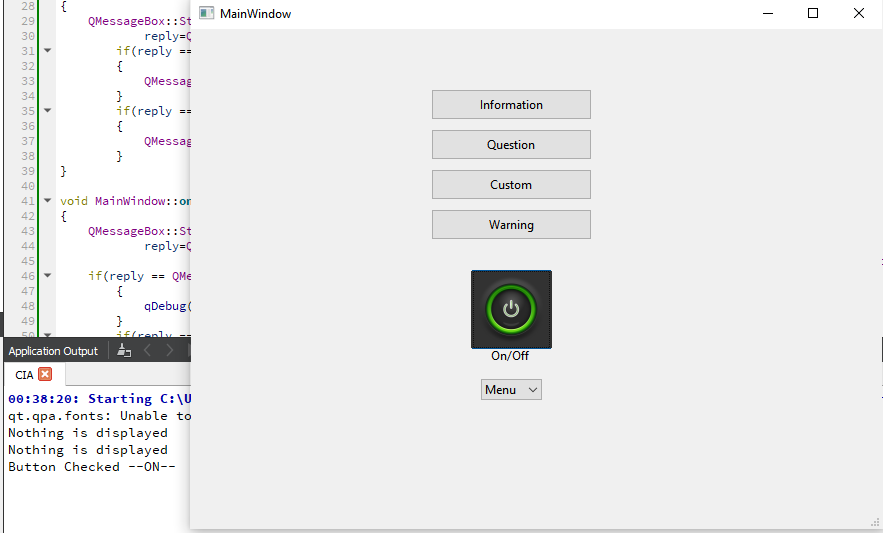 MainWindow
28 {
29 QMessageBox::St
30 reply=Q
31 if(reply ==
32 {
33 QMessag
34 }
35 if(reply ==
36 {
37 QMessag
38 }
39 }
40
41 void MainWindow::on
42 {
43 QMessageBox::St
44 reply=Q
45
46 if(reply == QMe
47 {
48 qDebug(
49 }
50 if(reply ==
Application Output
CIA
00:38:20: Starting C:\U
qt.qpa.fonts: Unable to
Nothing is displayed
Nothing is displayed
Button Checked --ON--
Information
Question
Custom
Warning
On/Off
Menu